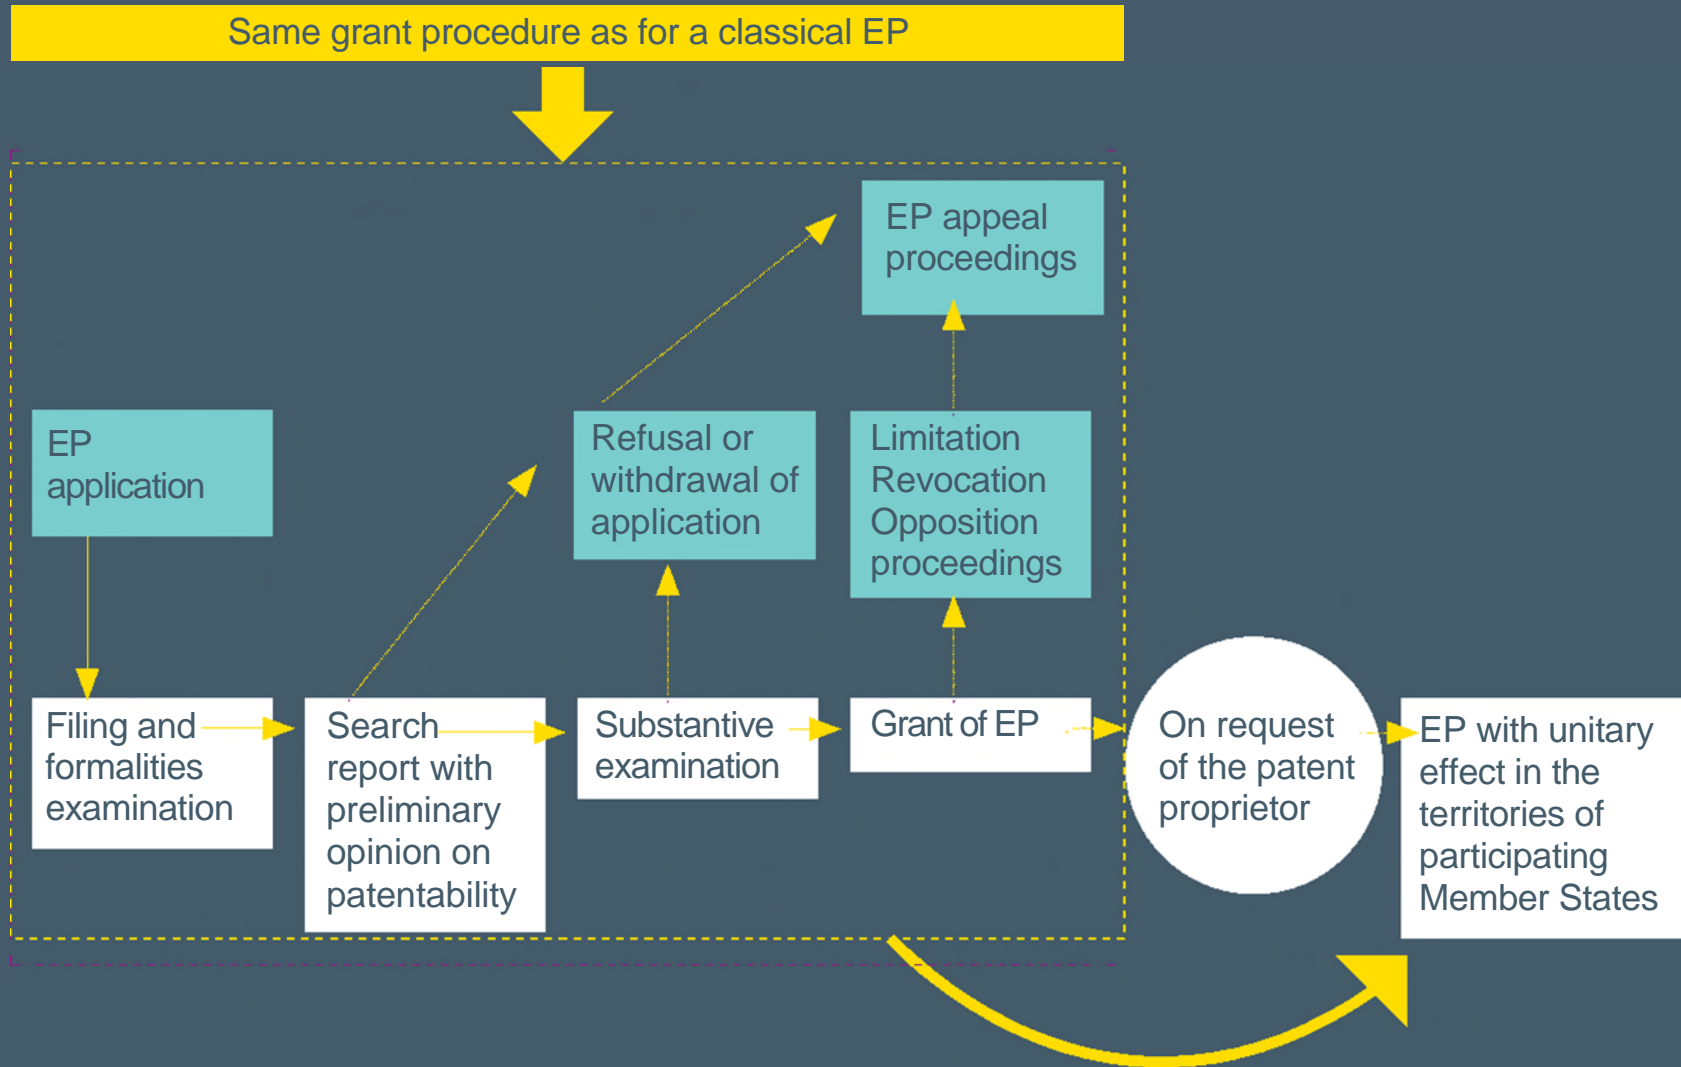 Same grant procedure as for a classical EP
EP appeal
proceedings
EP
application
Refusal or
withdrawal of
application
Limitation
Revocation
Opposition
proceedings
Filing and
formalities
examination
Search
report with
preliminary
opinion on
patentability
Substantive
examination
Grant of EP
On request
of the patent
proprietor
EP with unitary
effect in the
territories of
participating
Member States